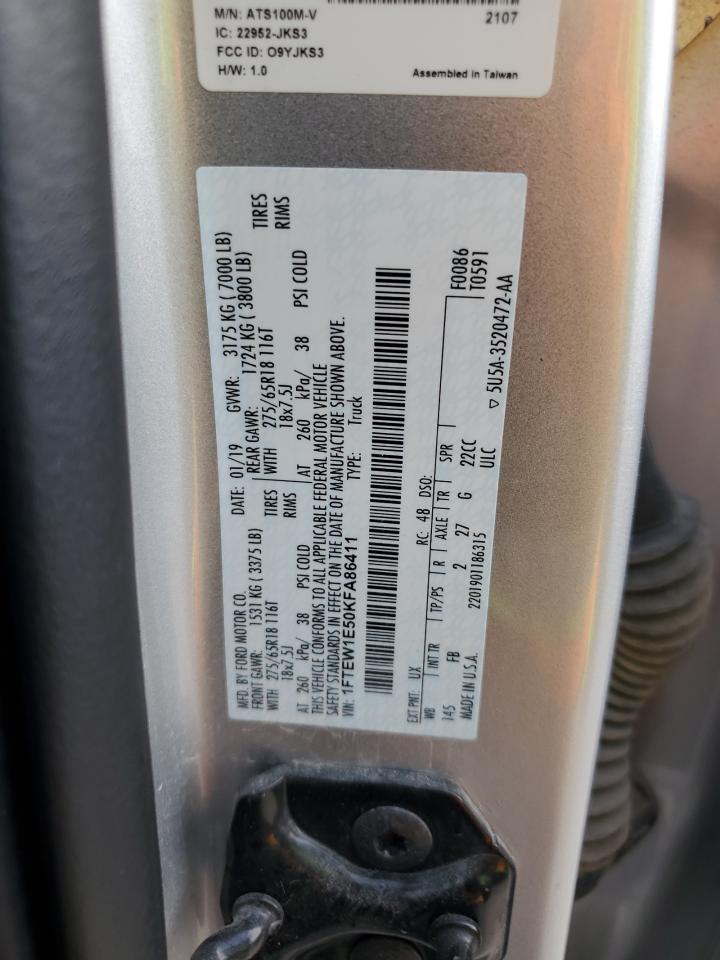 M/N: ATS100M-V
2107
IC: 22952-JKS3
FCC ID: O9YJKS3
H/W: 1.0
Assembled in Taiwan
MFD. BY FORD MOTOR CO.
DATE: 01/19 GVWR: 3175 KG ( 7000 LB)
FRONT GAWR: 1531 KG ( 3375 LB) REAR GAWR: 1724 KG ( 3800 LB)
WITH 275/65R18 116T TIRES WITH 275/65R18 116T TIRES
18x7.5J RIMS 18x7.5J RIMS
AT 260 kPa/ 38 PSI COLD AT 260 kPa/ 38 PSI COLD
THIS VEHICLE CONFORMS TO ALL APPLICABLE FEDERAL MOTOR VEHICLE
SAFETY STANDARDS IN EFFECT ON THE DATE OF MANUFACTURE SHOWN ABOVE.
VIN: 1FTEW1E50KFA86411 TYPE: Truck
EXT PNT: UX RC: 48 DSO: F0086
WB INT TR TP/PS R AXLE TR SPR T0591
145 FB 2 27 G 22CC
MADE IN U.S.A. 2201901186315 ULC ▽ 5U5A-3520472-AA